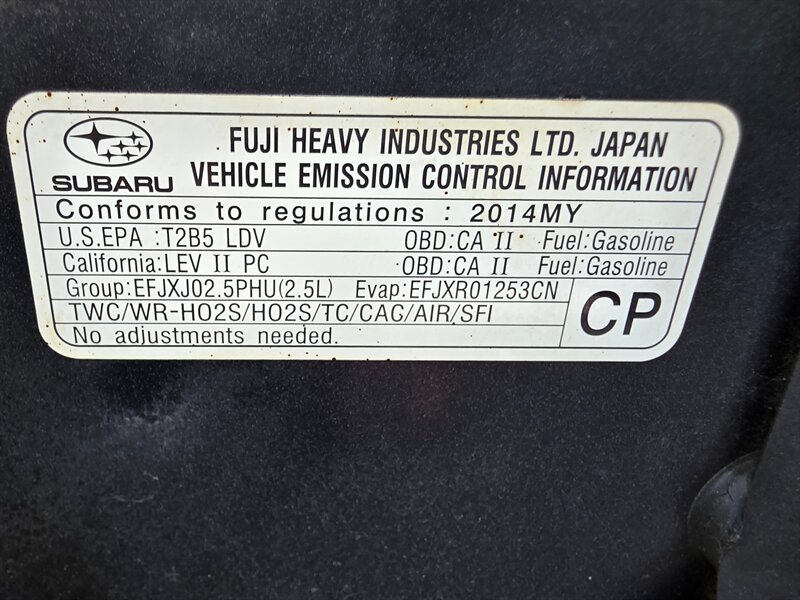 SUBARU
FUJI HEAVY INDUSTRIES LTD. JAPAN
VEHICLE EMISSION CONTROL INFORMATION
Conforms to regulations : 2014MY
U.S.EPA :T2B5 LDV OBD:CA II Fuel:Gasoline
California:LEV II PC OBD:CA II Fuel:Gasoline
Group:EFJXJ02.5PHU(2.5L) Evap:EFJXR01253CN
TWC/WR-HO2S/HO2S/TC/CAC/AIR/SFI
No adjustments needed.
CP